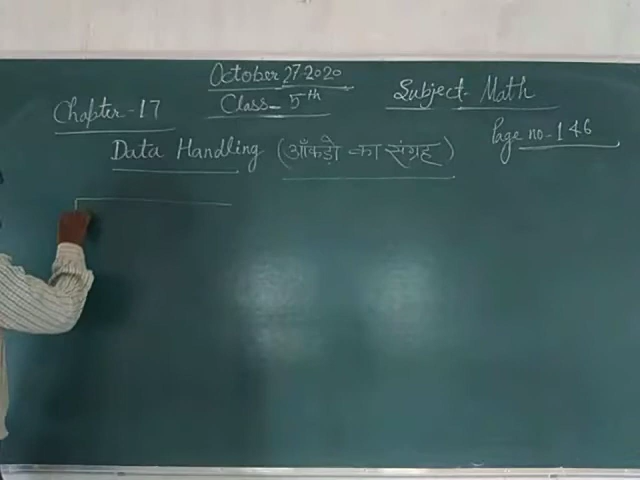 October 27-2020
Chapter-17
Class- 5th
Subject- Math
Page no-146
Data Handling (आँकड़ो का संग्रह)